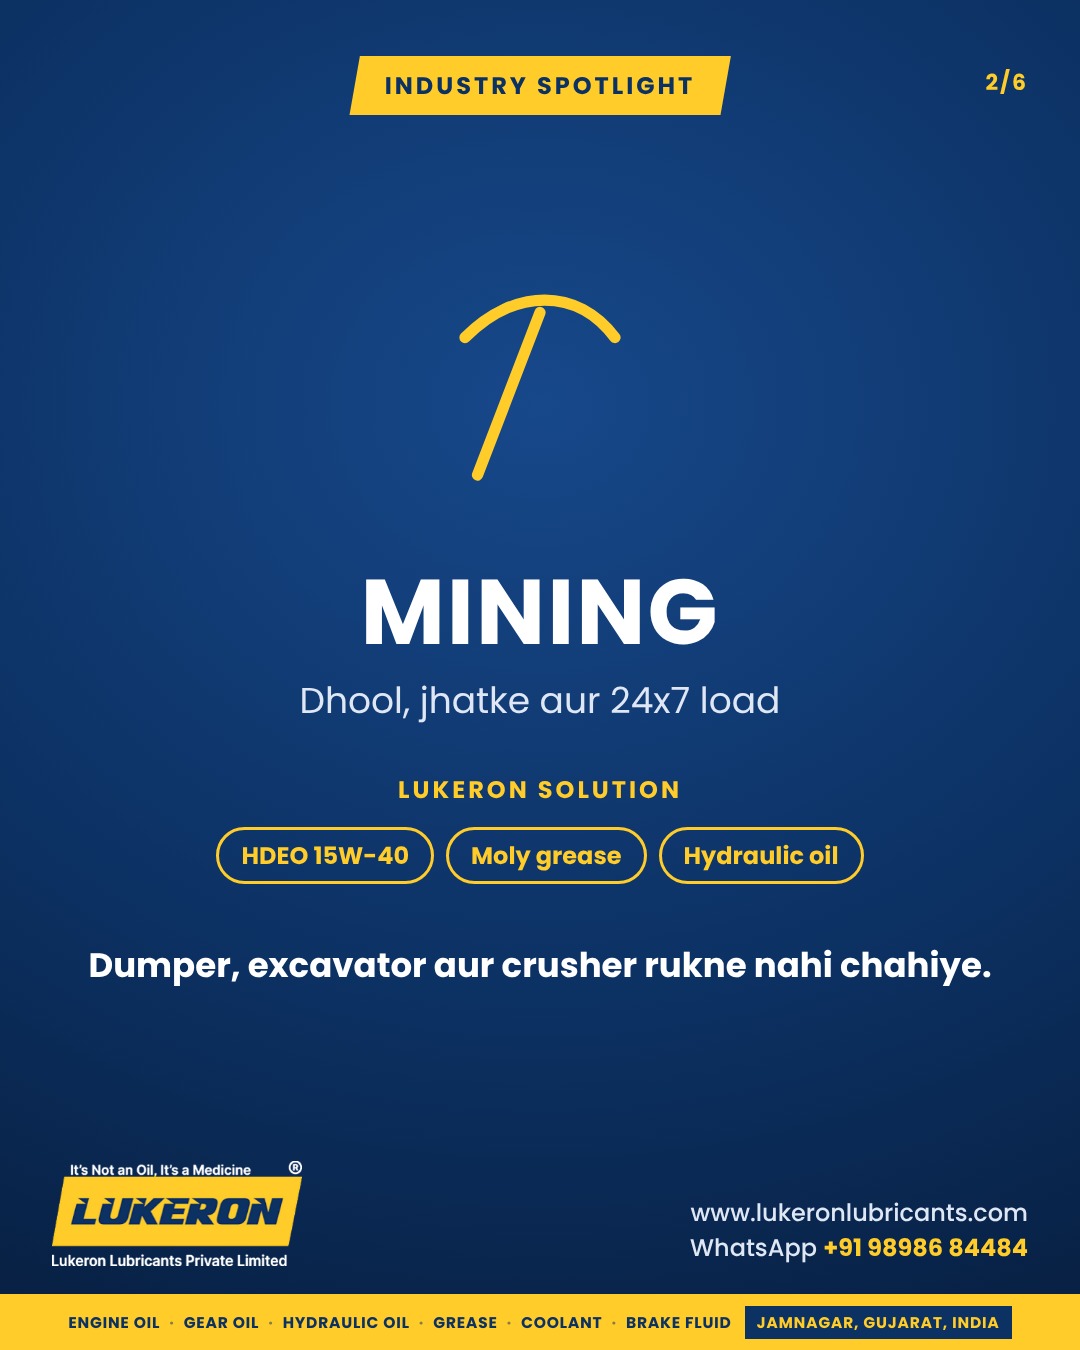 INDUSTRY SPOTLIGHT
2/6
MINING
Dhool, jhatke aur 24x7 load
LUKERON SOLUTION
HDEO 15W-40 Moly grease Hydraulic oil
Dumper, excavator aur crusher rukne nahi chahiye.
It's Not an Oil, It's a Medicine ®
LUKERON
Lukeron Lubricants Private Limited
www.lukeronlubricants.com
WhatsApp +91 98986 84484
ENGINE OIL · GEAR OIL · HYDRAULIC OIL · GREASE · COOLANT · BRAKE FLUID JAMNAGAR, GUJARAT, INDIA